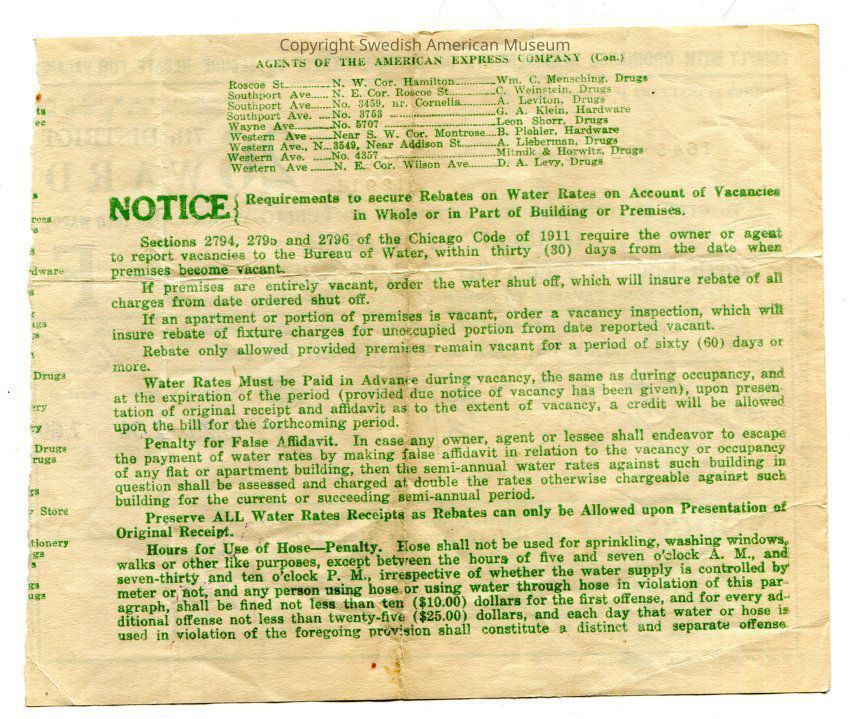 Copyright Swedish American Museum
AGENTS OF THE AMERICAN EXPRESS COMPANY (Con.)
Roscoe St......N. W. Cor. Hamilton..........Wm. C. Mensching, Drugs
Southport Ave......N. E. Cor. Roscoe St..........C. Weinstein, Drugs
Southport Ave......No. 3459, nr. Cornelia..........A. Leviton, Drugs
Southport Ave. ....No. 3753 ..........G. A. Klein, Hardware
Wayne Ave..........No. 5707 ..........Leon Shorr, Drugs
Western Ave ......Near S. W. Cor. Montrose...B. Piehler, Hardware
Western Ave., N...3549, Near Addison St.......A. Lieberman, Drugs
Western Ave. ......No. 4357 ..........Mitmik & Horwitz, Drugs
Western Ave ..........N. E. Cor. Wilson Ave..........D. A. Levy, Drugs
NOTICE { Requirements to secure Rebates on Water Rates on Account of Vacancies
in Whole or in Part of Building or Premises.
Sections 2794, 2795 and 2796 of the Chicago Code of 1911 require the owner or agent
to report vacancies to the Bureau of Water, within thirty (30) days from the date when
premises become vacant.
If premises are entirely vacant, order the water shut off, which will insure rebate of all
charges from date ordered shut off.
If an apartment or portion of premises is vacant, order a vacancy inspection, which will
insure rebate of fixture charges for unoccupied portion from date reported vacant.
Rebate only allowed provided premises remain vacant for a period of sixty (60) days or
more.
Water Rates Must be Paid in Advance during vacancy, the same as during occupancy, and
at the expiration of the period (provided due notice of vacancy has been given), upon presen-
tation of original receipt and affidavit as to the extent of vacancy, a credit will be allowed
upon the bill for the forthcoming period.
Penalty for False Affidavit. In case any owner, agent or lessee shall endeavor to escape
the payment of water rates by making false affidavit in relation to the vacancy or occupancy
of any flat or apartment building, then the semi-annual water rates against such building in
question shall be assessed and charged at double the rates otherwise chargeable against such
building for the current or succeeding semi-annual period.
Preserve ALL Water Rates Receipts as Rebates can only be Allowed upon Presentation of
Original Receipt.
Hours for Use of Hose—Penalty. Hose shall not be used for sprinkling, washing windows,
walks or other like purposes, except between the hours of five and seven o'clock A. M., and
seven-thirty and ten o'clock P. M., irrespective of whether the water supply is controlled by
meter or not, and any person using hose or using water through hose in violation of this par-
agraph, shall be fined not less than ten ($10.00) dollars for the first offense, and for every ad-
ditional offense not less than twenty-five ($25.00) dollars, and each day that water or hose is
used in violation of the foregoing provision shall constitute a distinct and separate offense.
dware
Drugs
ery
Drugs
rugs
Store
tionery
gs
gs
ugs